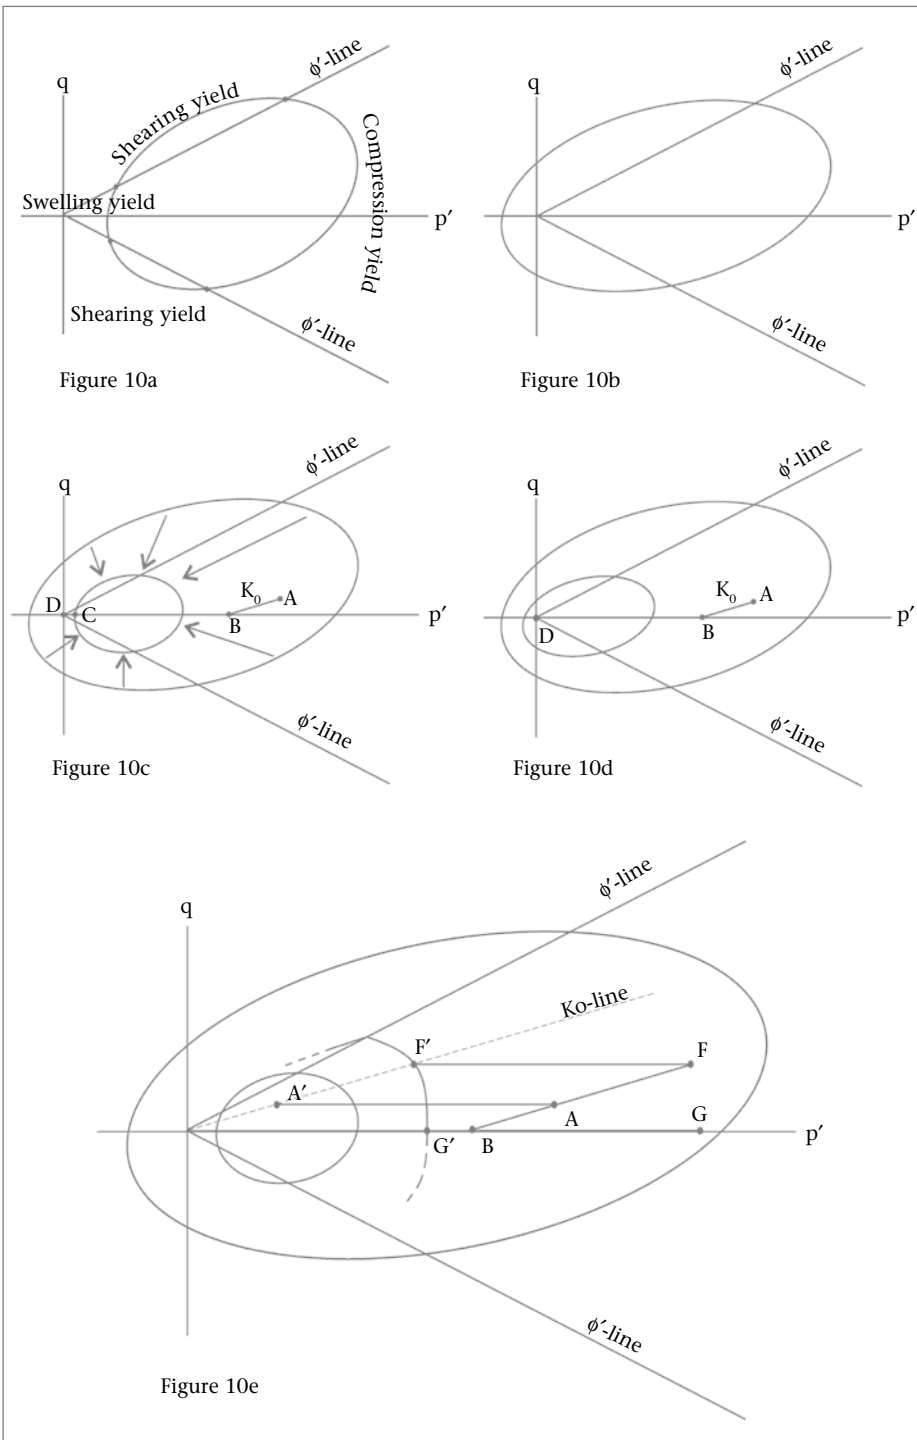 q
Shearing yield
ϕ′-line
Compression yield
Swelling yield
p′
Shearing yield
ϕ′-line
Figure 10a
q
ϕ′-line
p′
ϕ′-line
Figure 10b
q
ϕ′-line
D
C
K₀
A
B
p′
ϕ′-line
Figure 10c
q
ϕ′-line
K₀
A
D
B
p′
ϕ′-line
Figure 10d
q
ϕ′-line
Ko-line
F′
F
A′
A
G
G′
B
p′
ϕ′-line
Figure 10e